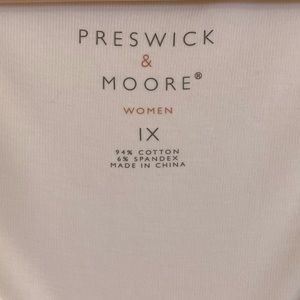 PRESWICK
&
MOORE®
WOMEN
1X
94% COTTON
6% SPANDEX
MADE IN CHINA